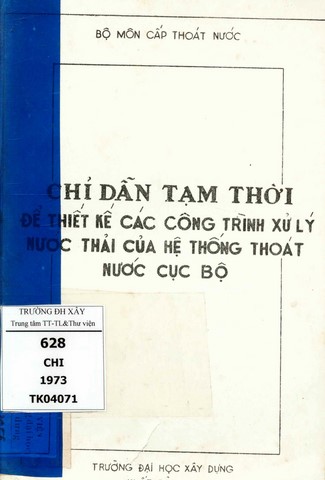 BỘ MÔN CẤP THOÁT NƯỚC
CHỈ DẪN TẠM THỜI
ĐỂ THIẾT KẾ CÁC CÔNG TRÌNH XỬ LÝ
NƯỚC THẢI CỦA HỆ THỐNG THOÁT
NƯỚC CỤC BỘ
TRƯỜNG ĐH XÂY
Trung tâm TT-TL&Thư viện
628
CHI
1973
TK04071
TRƯỜNG ĐẠI HỌC XÂY DỰNG